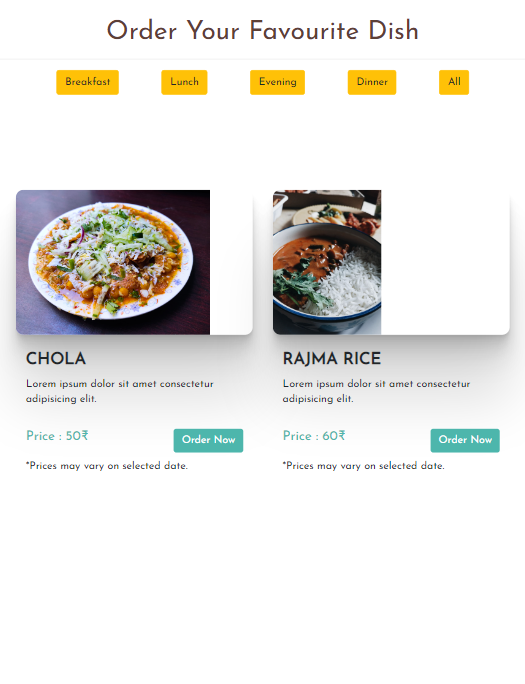 Order Your Favourite Dish
Breakfast
Lunch
Evening
Dinner
All
CHOLA
Lorem ipsum dolor sit amet consectetur
adipisicing elit.
Price : 50₹
Order Now
*Prices may vary on selected date.
RAJMA RICE
Lorem ipsum dolor sit amet consectetur
adipisicing elit.
Price : 60₹
Order Now
*Prices may vary on selected date.